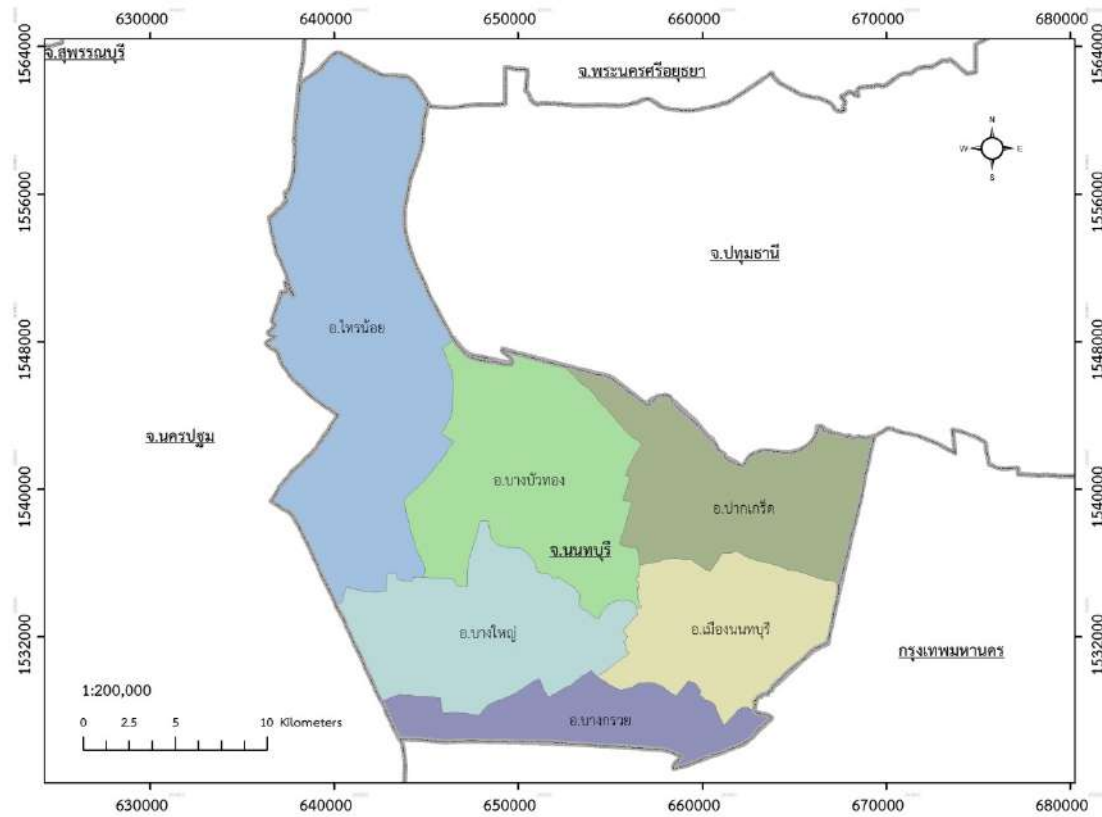 630000 640000 650000 660000 670000 680000
1564000 1564000
จ.สุพรรณบุรี
จ.พระนครศรีอยุธยา
N
W E
S
1556000 1556000
จ.ปทุมธานี
อ.ไทรน้อย
1548000 1548000
จ.นครปฐม
อ.บางบัวทอง
1540000 1540000
อ.ปากเกร็ด
จ.นนทบุรี
อ.บางใหญ่
อ.เมืองนนทบุรี
1532000 1532000
กรุงเทพมหานคร
1:200,000
อ.บางกรวย
0 2.5 5 10 Kilometers
630000 640000 650000 660000 670000 680000